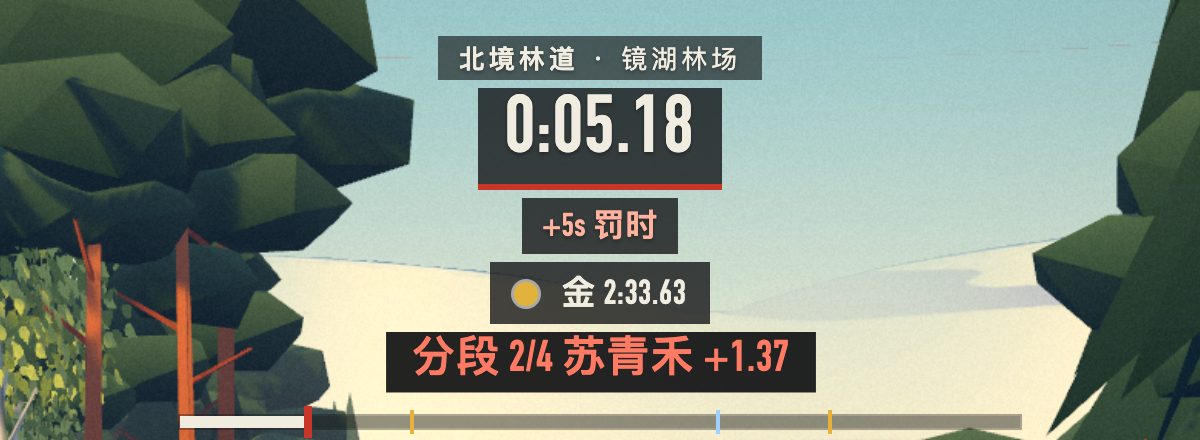 北境林道 · 镜湖林场
0:05.18
+5s 罚时
金 2:33.63
分段 2/4 苏青禾 +1.37